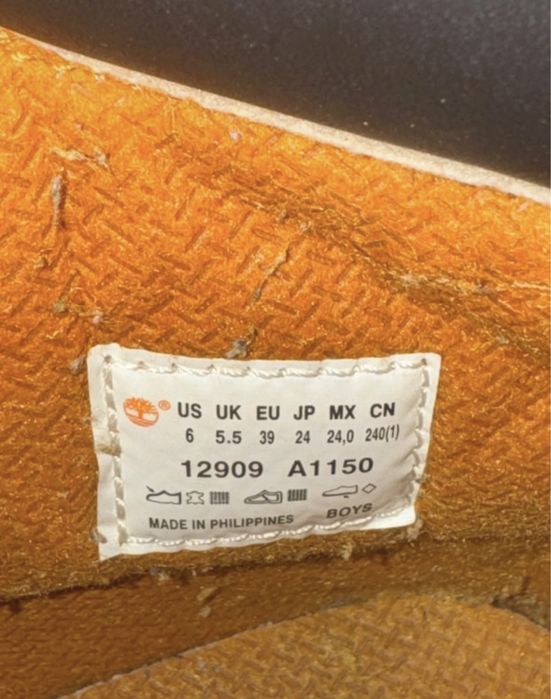 ® US UK EU JP MX CN
6 5.5 39 24 24,0 240(1)
12909 A1150
MADE IN PHILIPPINES BOYS